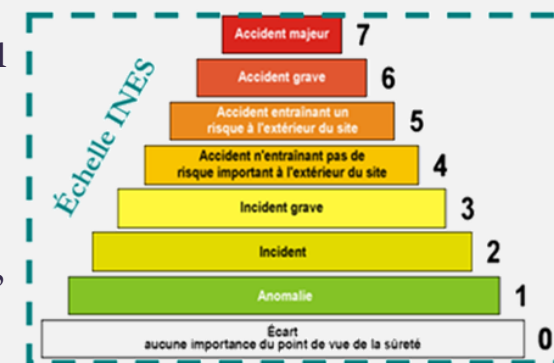 l
,
Échelle INES
Accident majeur 7
Accident grave 6
Accident entraînant un
risque à l'extérieur du site 5
Accident n'entraînant pas de
risque important à l'extérieur du site 4
Incident grave 3
Incident 2
Anomalie 1
Écart
aucune importance du point de vue de la sûreté 0